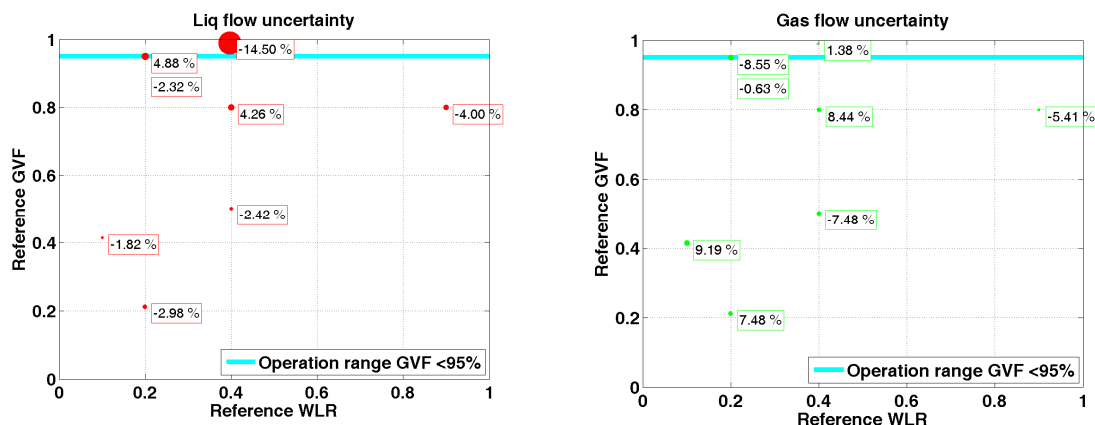 Liq flow uncertainty
1
-14.50 %
4.88 %
-2.32 %
0.8
4.26 %
-4.00 %
0.6
Reference GVF
-2.42 %
0.4
-1.82 %
0.2
-2.98 %
Operation range GVF <95%
0
0 0.2 0.4 0.6 0.8 1
Reference WLR
Gas flow uncertainty
1
1.38 %
-8.55 %
-0.63 %
0.8
8.44 %
-5.41 %
0.6
Reference GVF
-7.48 %
0.4
9.19 %
0.2
7.48 %
Operation range GVF <95%
0
0 0.2 0.4 0.6 0.8 1
Reference WLR